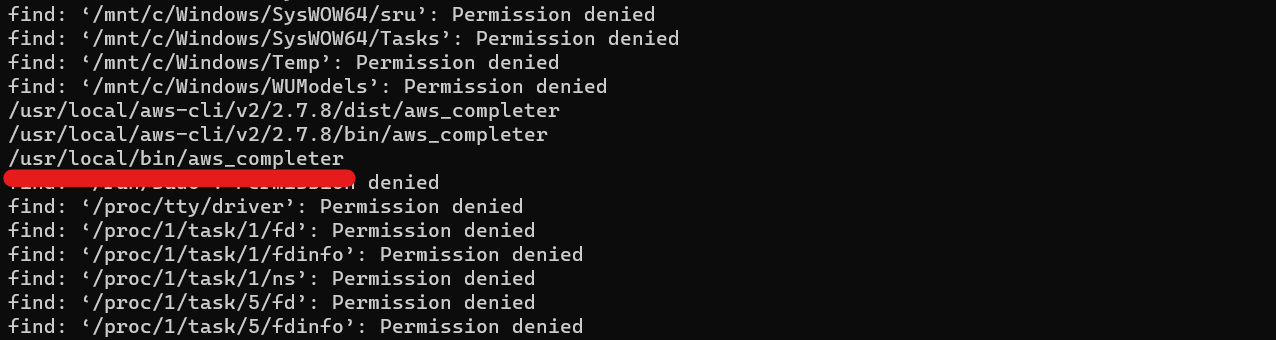 find: ‘/mnt/c/Windows/SysWOW64/sru’: Permission denied
find: ‘/mnt/c/Windows/SysWOW64/Tasks’: Permission denied
find: ‘/mnt/c/Windows/Temp’: Permission denied
find: ‘/mnt/c/Windows/WUModels’: Permission denied
/usr/local/aws-cli/v2/2.7.8/dist/aws_completer
/usr/local/aws-cli/v2/2.7.8/bin/aws_completer
/usr/local/bin/aws_completer
find: ‘/run/sudo’: Permission denied
find: ‘/proc/tty/driver’: Permission denied
find: ‘/proc/1/task/1/fd’: Permission denied
find: ‘/proc/1/task/1/fdinfo’: Permission denied
find: ‘/proc/1/task/1/ns’: Permission denied
find: ‘/proc/1/task/5/fd’: Permission denied
find: ‘/proc/1/task/5/fdinfo’: Permission denied